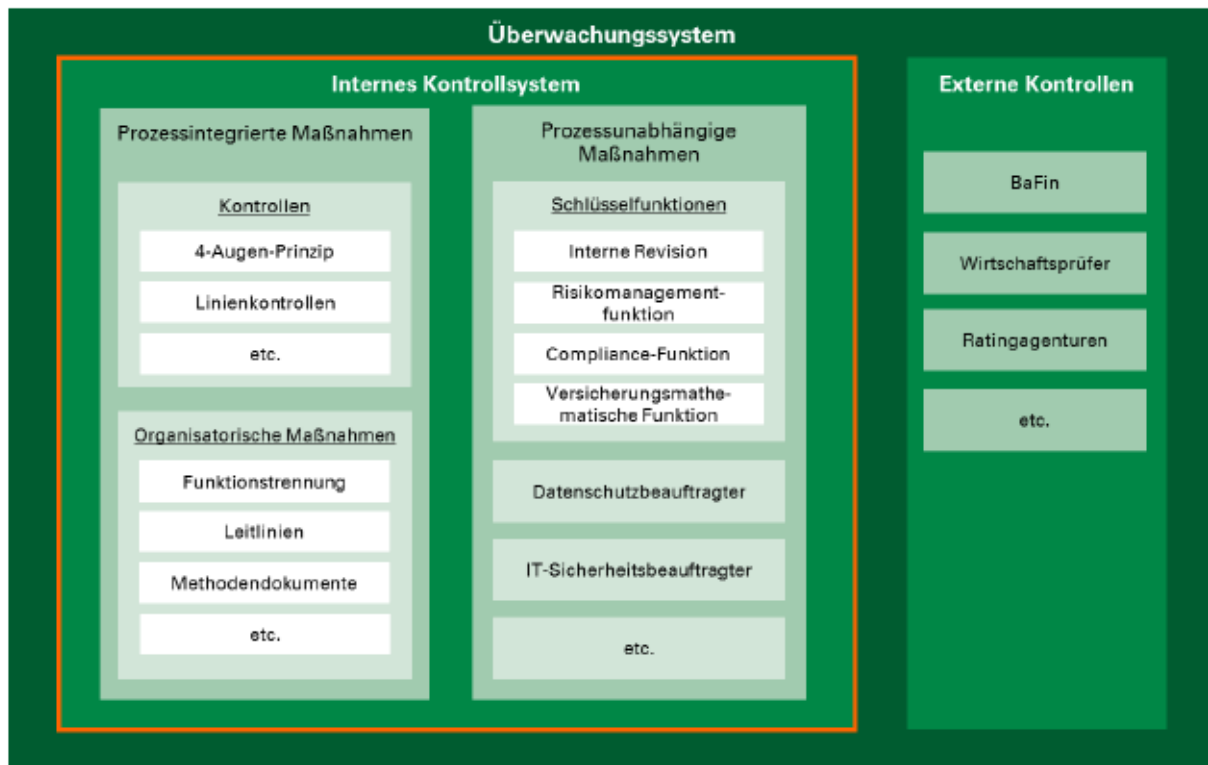 Überwachungssystem
Internes Kontrollsystem
Prozessintegrierte Maßnahmen
Kontrollen
4-Augen-Prinzip
Linienkontrollen
etc.
Organisatorische Maßnahmen
Funktionstrennung
Leitlinien
Methodendokumente
etc.
Prozessunabhängige
Maßnahmen
Schlüsselfunktionen
Interne Revision
Risikomanagement-
funktion
Compliance-Funktion
Versicherungsmathe-
matische Funktion
Datenschutzbeauftragter
IT-Sicherheitsbeauftragter
etc.
Externe Kontrollen
BaFin
Wirtschaftsprüfer
Ratingagenturen
etc.